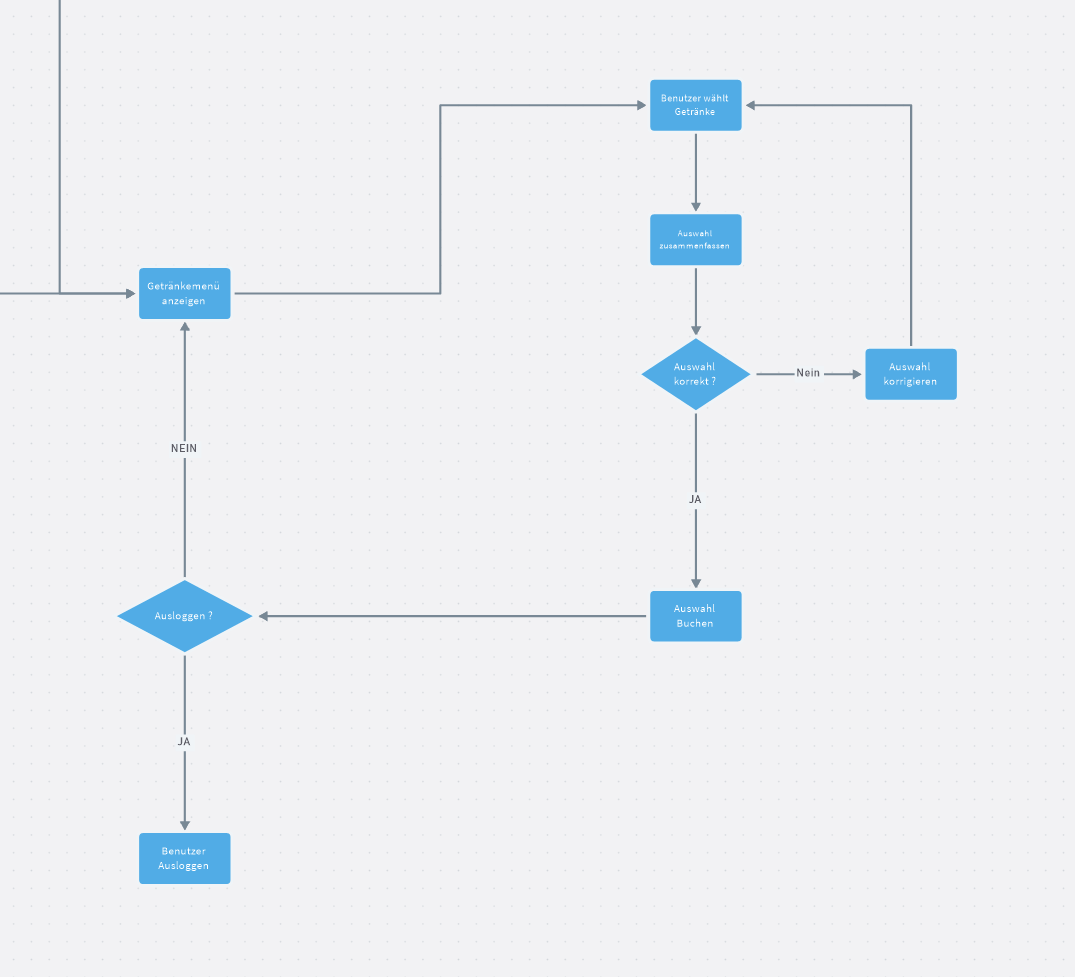 Benutzer wählt
Getränke
Auswahl
zusammenfassen
Getränkemenü
anzeigen
Auswahl
korrekt ?
Nein
Auswahl
korrigieren
NEIN
JA
Ausloggen ?
Auswahl
Buchen
JA
Benutzer
Ausloggen